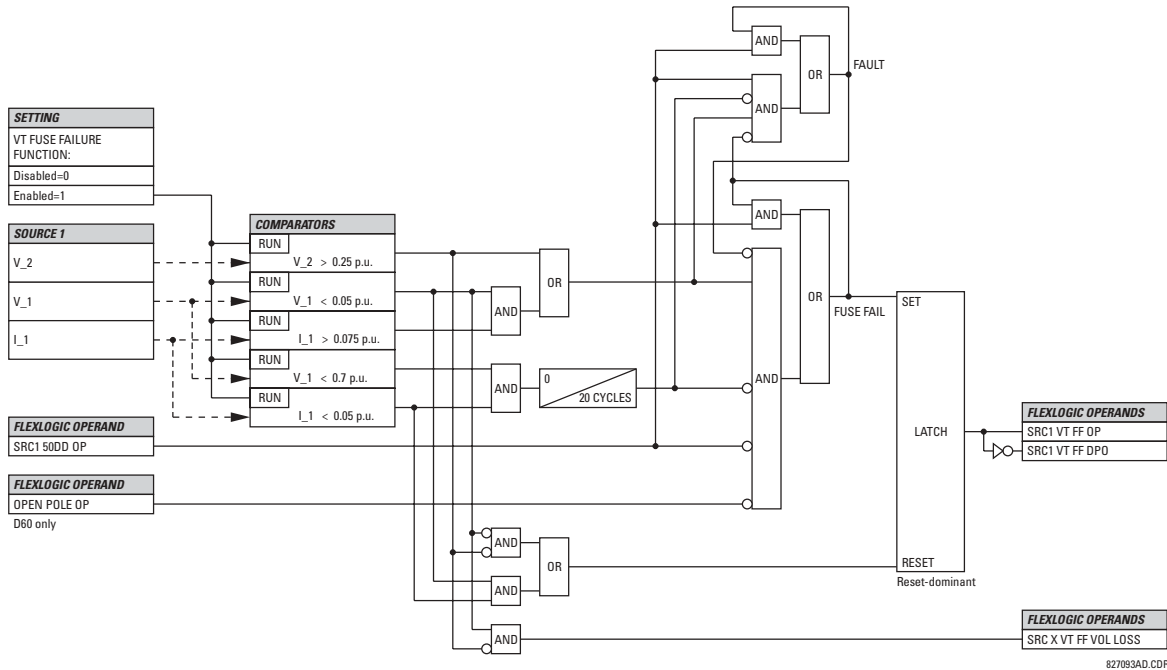 AND
OR
FAULT
AND
SETTING
VT FUSE FAILURE
FUNCTION:
Disabled=0
Enabled=1
AND
SOURCE 1
V_2
V_1
I_1
COMPARATORS
RUN
V_2 > 0.25 p.u.
RUN
V_1 < 0.05 p.u.
RUN
I_1 > 0.075 p.u.
RUN
V_1 < 0.7 p.u.
RUN
I_1 < 0.05 p.u.
OR
AND
AND
0
20 CYCLES
OR
FUSE FAIL
AND
SET
LATCH
RESET
Reset-dominant
FLEXLOGIC OPERAND
SRC1 50DD OP
FLEXLOGIC OPERANDS
SRC1 VT FF OP
SRC1 VT FF DPO
FLEXLOGIC OPERAND
OPEN POLE OP
D60 only
AND
OR
AND
AND
FLEXLOGIC OPERANDS
SRC X VT FF VOL LOSS
827093AD.CDR